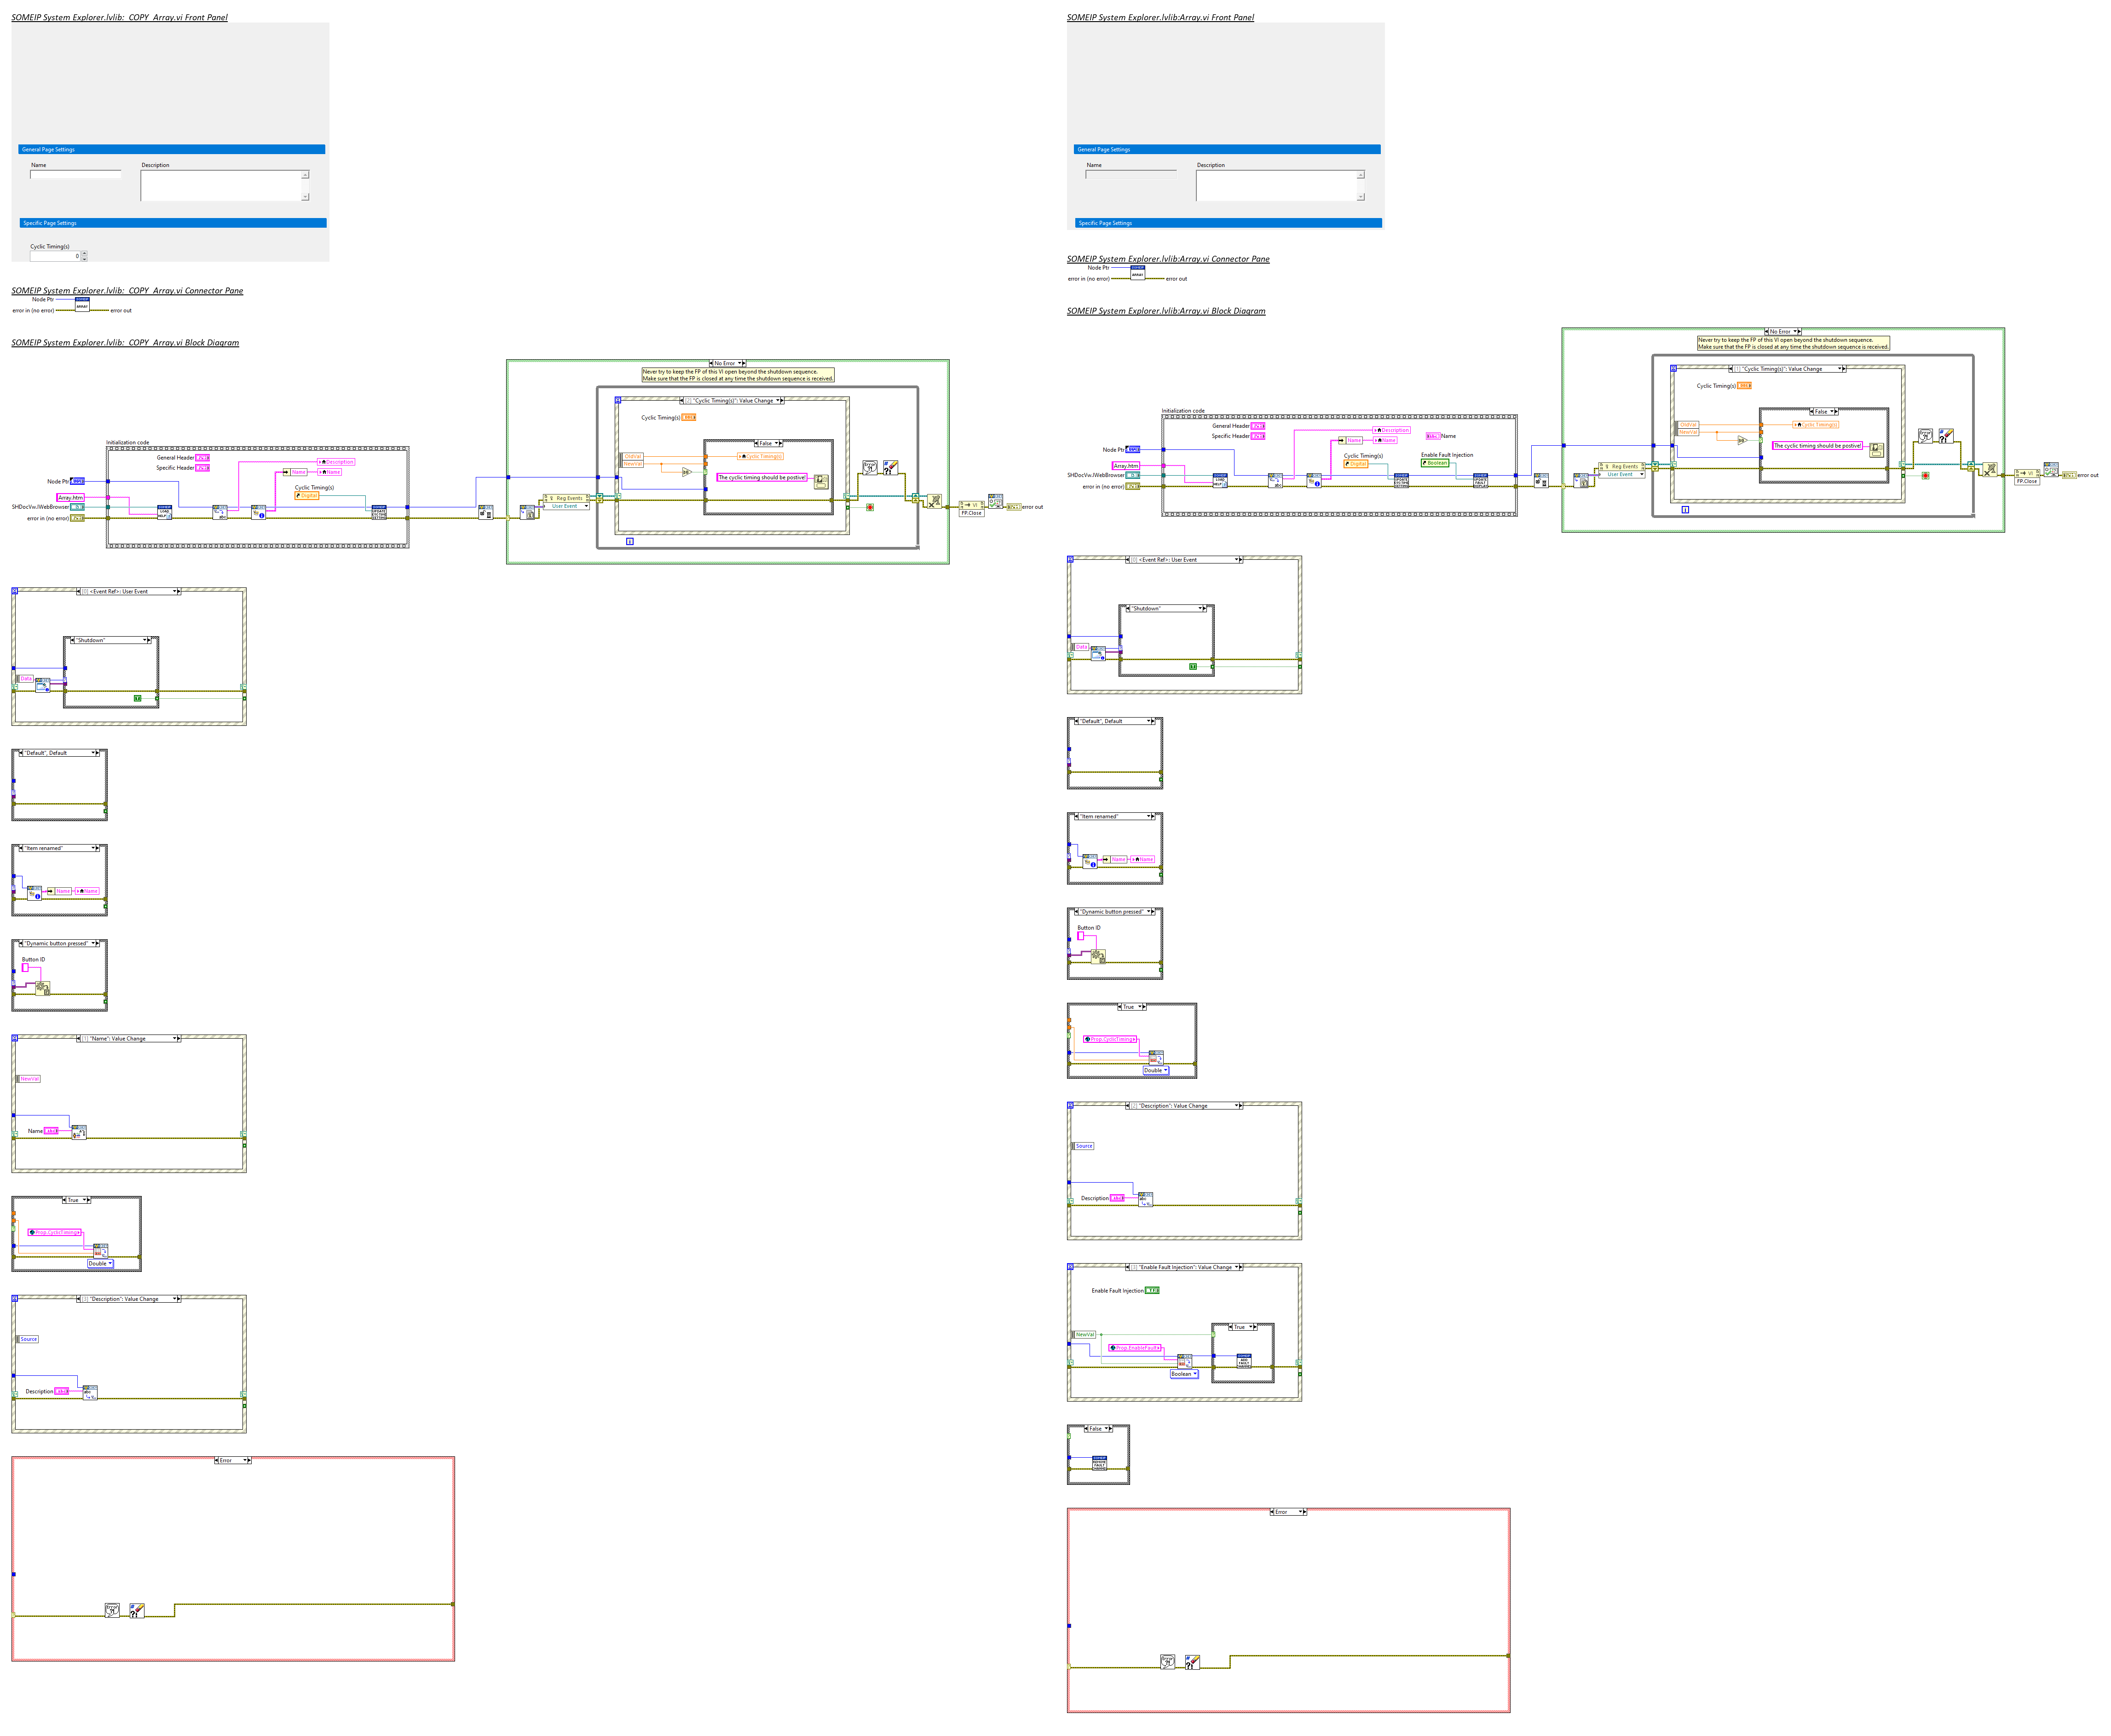 SOMEIP System Explorer.lvlib:_COPY_Array.vi Front Panel
General Page Settings
Name
Description
Specific Page Settings
Cyclic Timing(s)
0
SOMEIP System Explorer.lvlib:_COPY_Array.vi Connector Pane
Node Ptr
error in (no error)
error out
SOMEIP
ARRAY
SOMEIP System Explorer.lvlib:_COPY_Array.vi Block Diagram
No Error
Never try to keep the FP of this VI open beyond the shutdown sequence.
Make sure that the FP is closed at any time the shutdown sequence is received.
[2] "Cyclic Timing(s)": Value Change
Cyclic Timing(s)
False
OldVal
NewVal
Cyclic Timing(s)
The cyclic timing should be postive!
Initialization code
General Header
Specific Header
Description
Name
Name
Cyclic Timing(s)
Digital
Node Ptr
Array.htm
SHDocVw.IWebBrowser
error in (no error)
Reg Events
User Event
VI
FP.Close
error out
[0] <Event Ref>: User Event
"Shutdown"
Data
"Default", Default
"Item renamed"
Name
Name
"Dynamic button pressed"
Button ID
[1] "Name": Value Change
NewVal
Name
True
Prop.CyclicTiming
Double
[3] "Description": Value Change
Source
Description
Error
SOMEIP System Explorer.lvlib:Array.vi Front Panel
General Page Settings
Name
Description
Specific Page Settings
SOMEIP System Explorer.lvlib:Array.vi Connector Pane
Node Ptr
error in (no error)
error out
SOMEIP
ARRAY
SOMEIP System Explorer.lvlib:Array.vi Block Diagram
No Error
Never try to keep the FP of this VI open beyond the shutdown sequence.
Make sure that the FP is closed at any time the shutdown sequence is received.
[1] "Cyclic Timing(s)": Value Change
Cyclic Timing(s)
False
OldVal
NewVal
Cyclic Timing(s)
The cyclic timing should be postive!
Initialization code
General Header
Specific Header
Description
Name
Name
Name
Cyclic Timing(s)
Digital
Enable Fault Injection
Boolean
Node Ptr
Array.htm
SHDocVw.IWebBrowser
error in (no error)
Reg Events
User Event
VI
FP.Close
error out
[0] <Event Ref>: User Event
"Shutdown"
Data
"Default", Default
"Item renamed"
Name
Name
"Dynamic button pressed"
Button ID
True
Prop.CyclicTiming
Double
[2] "Description": Value Change
Source
Description
[3] "Enable Fault Injection": Value Change
Enable Fault Injection
NewVal
Prop.EnableFault
Boolean
True
False
Error